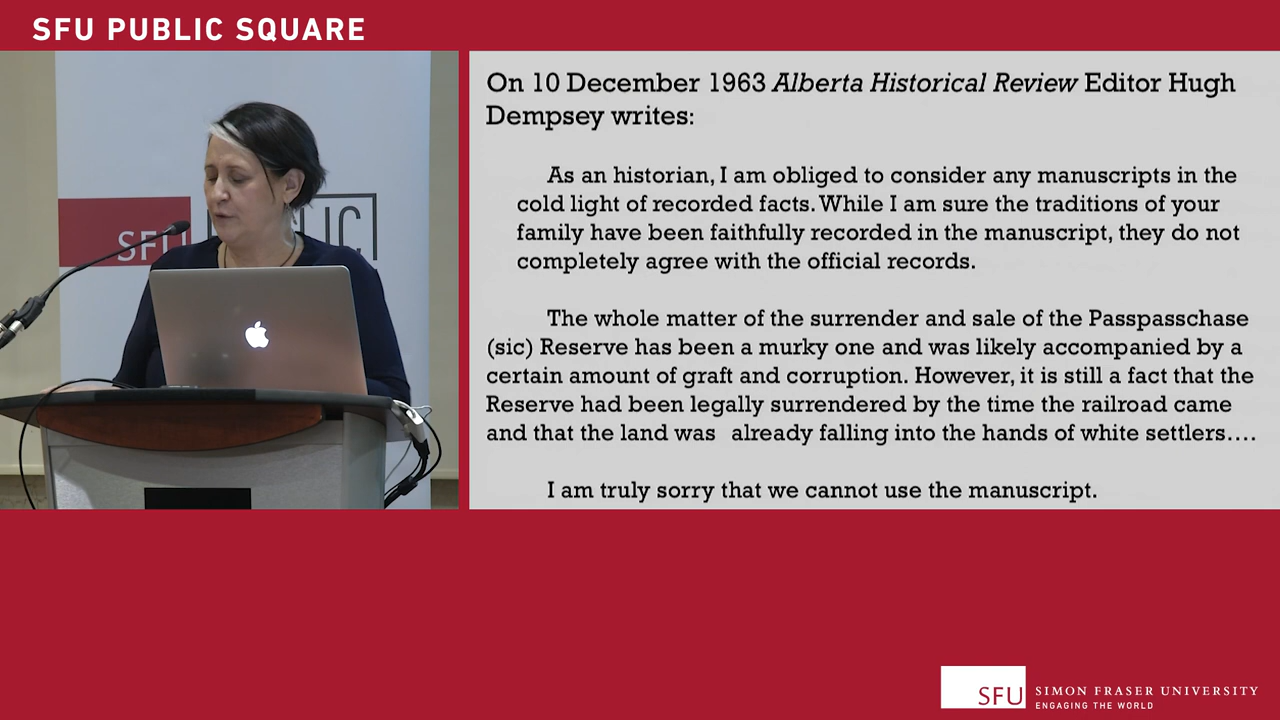 SFU PUBLIC SQUARE
SFU
PUBLIC
On 10 December 1963 Alberta Historical Review Editor Hugh
Dempsey writes:
As an historian, I am obliged to consider any manuscripts in the
cold light of recorded facts. While I am sure the traditions of your
family have been faithfully recorded in the manuscript, they do not
completely agree with the official records.
The whole matter of the surrender and sale of the Passpasschase
(sic) Reserve has been a murky one and was likely accompanied by a
certain amount of graft and corruption. However, it is still a fact that the
Reserve had been legally surrendered by the time the railroad came
and that the land was already falling into the hands of white settlers….
I am truly sorry that we cannot use the manuscript.
SFU
SIMON FRASER UNIVERSITY
ENGAGING THE WORLD